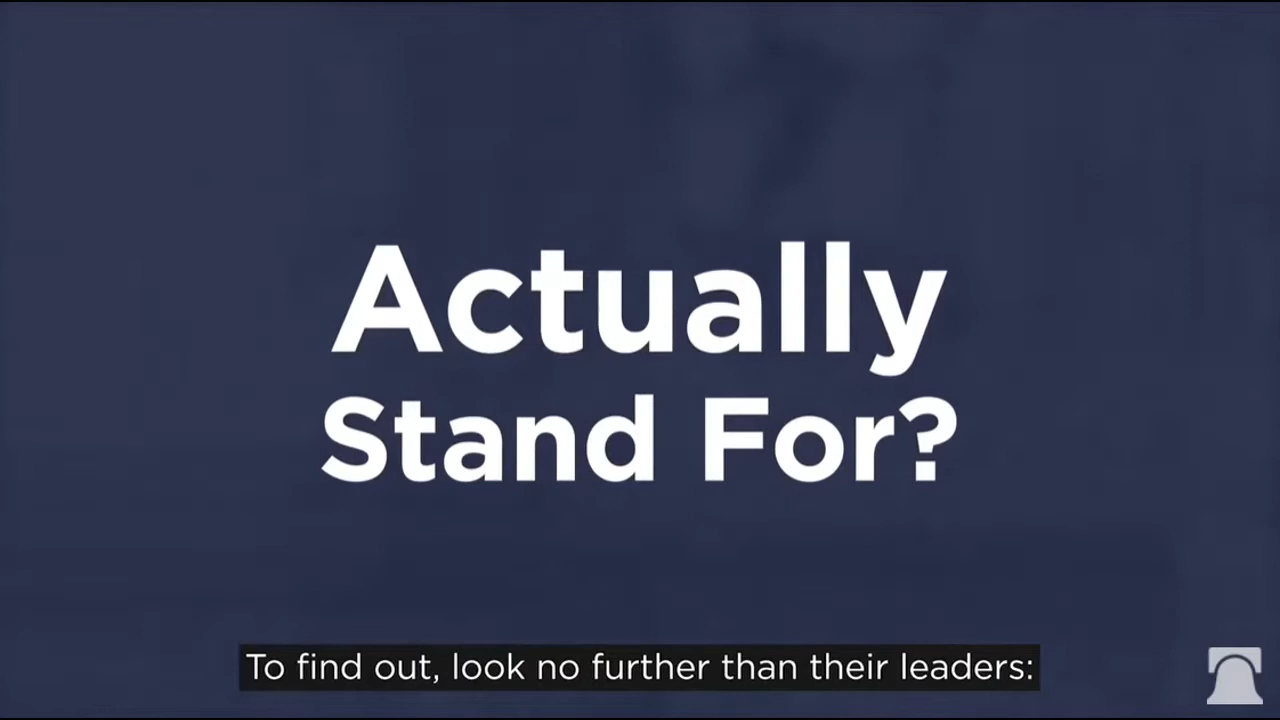 Actually
Stand For?
To find out, look no further than their leaders: